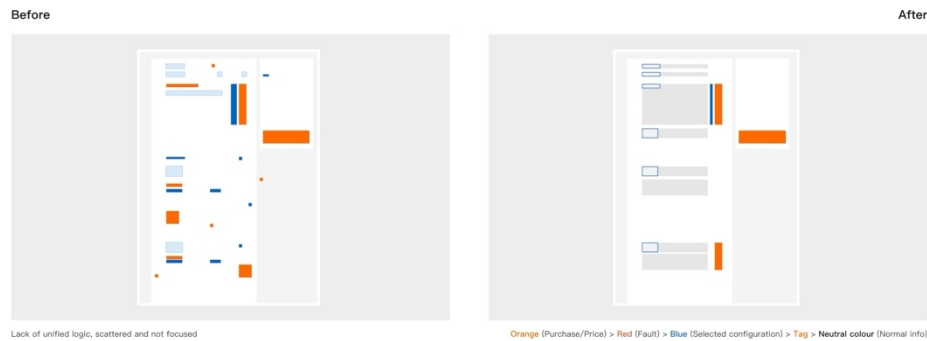 Before
After
Lack of unified logic, scattered and not focused
Orange (Purchase/Price) > Red (Fault) > Blue (Selected configuration) > Tag > Neutral colour (Normal info)